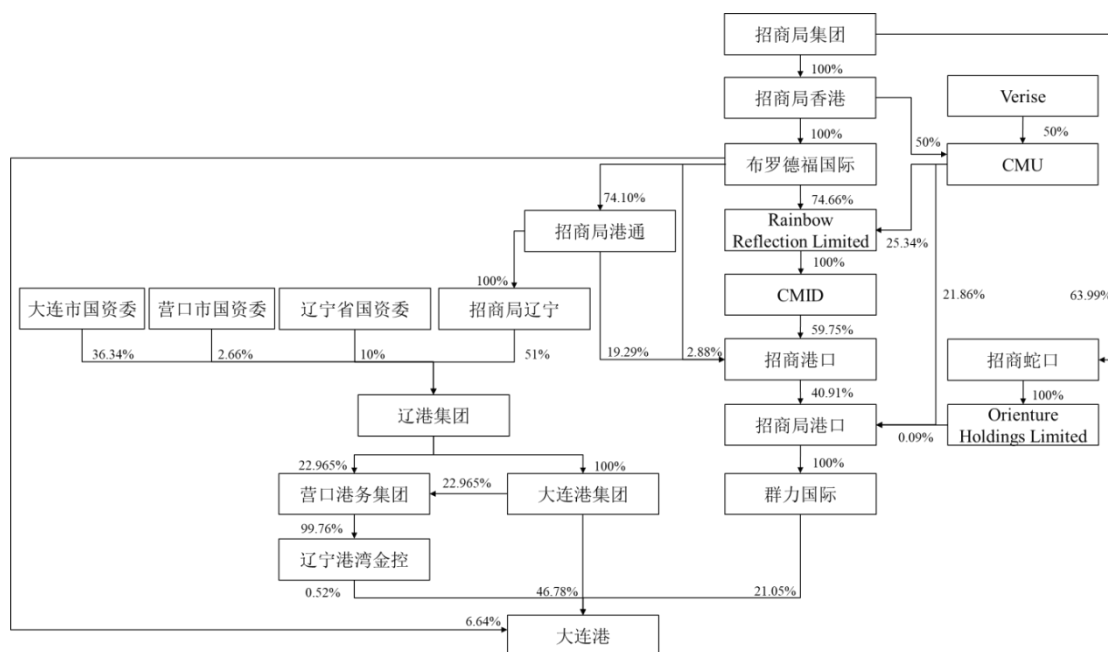 招商局集团
100%
招商局香港
Verise
100%
50%
50%
布罗德福国际
CMU
74.10%
74.66%
招商局港通
Rainbow
Reflection Limited
25.34%
100%
100%
大连市国资委
营口市国资委
辽宁省国资委
招商局辽宁
CMID
21.86%
63.99%
36.34%
2.66%
10%
51%
19.29%
2.88%
59.75%
招商港口
招商蛇口
40.91%
100%
辽港集团
招商局港口
0.09%
Orienture
Holdings Limited
22.965%
100%
100%
营口港务集团
22.965%
大连港集团
群力国际
99.76%
辽宁港湾金控
0.52%
46.78%
21.05%
6.64%
大连港